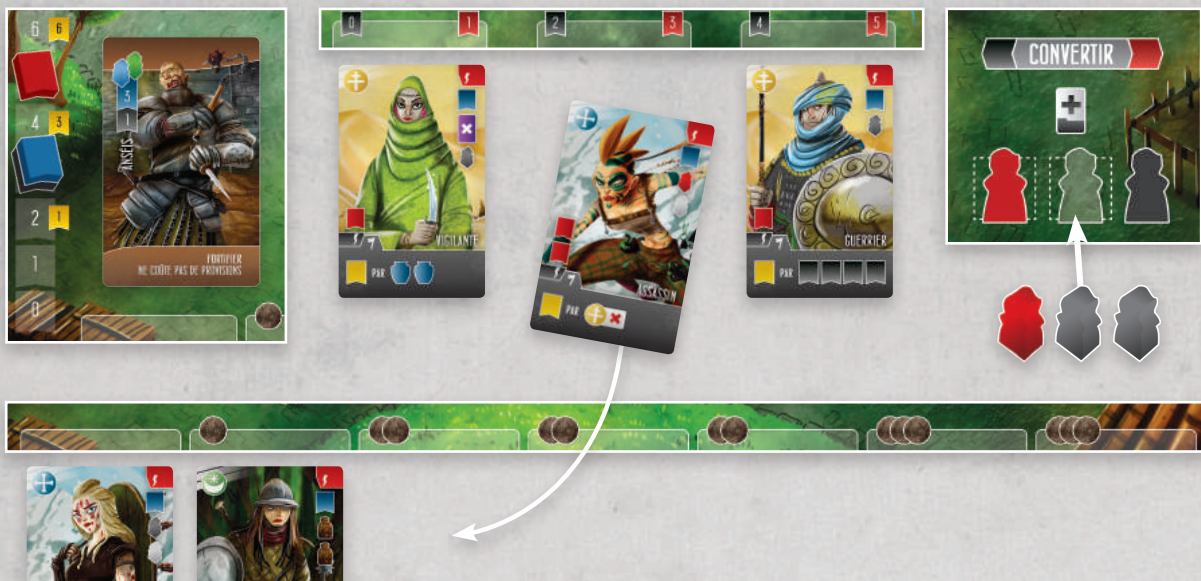 6 6
4 3
2 1
1
0
3
1
ANSÉIS
FORTIFIER
NE COÛTE PAS DE PROVISIONS
0 1 2 3 4 5
VIGILANTE
PAR
ASSASSIN
PAR
GUERRIER
PAR
CONVERTIR
+